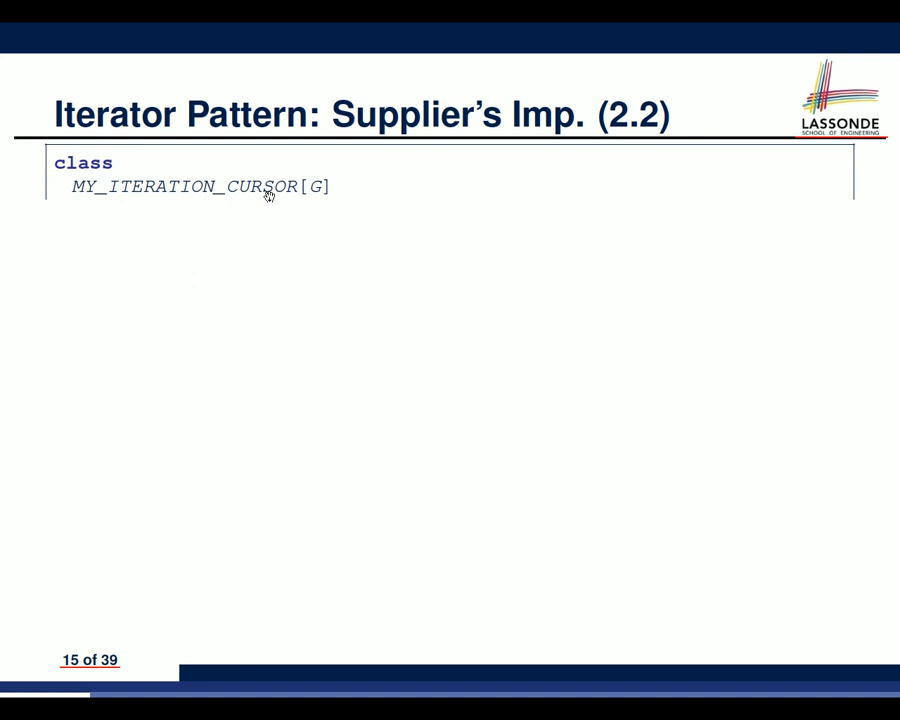 LASSONDE
SCHOOL OF ENGINEERING
Iterator Pattern: Supplier's Imp. (2.2)
class
MY_ITERATION_CURSOR[G]
15 of 39